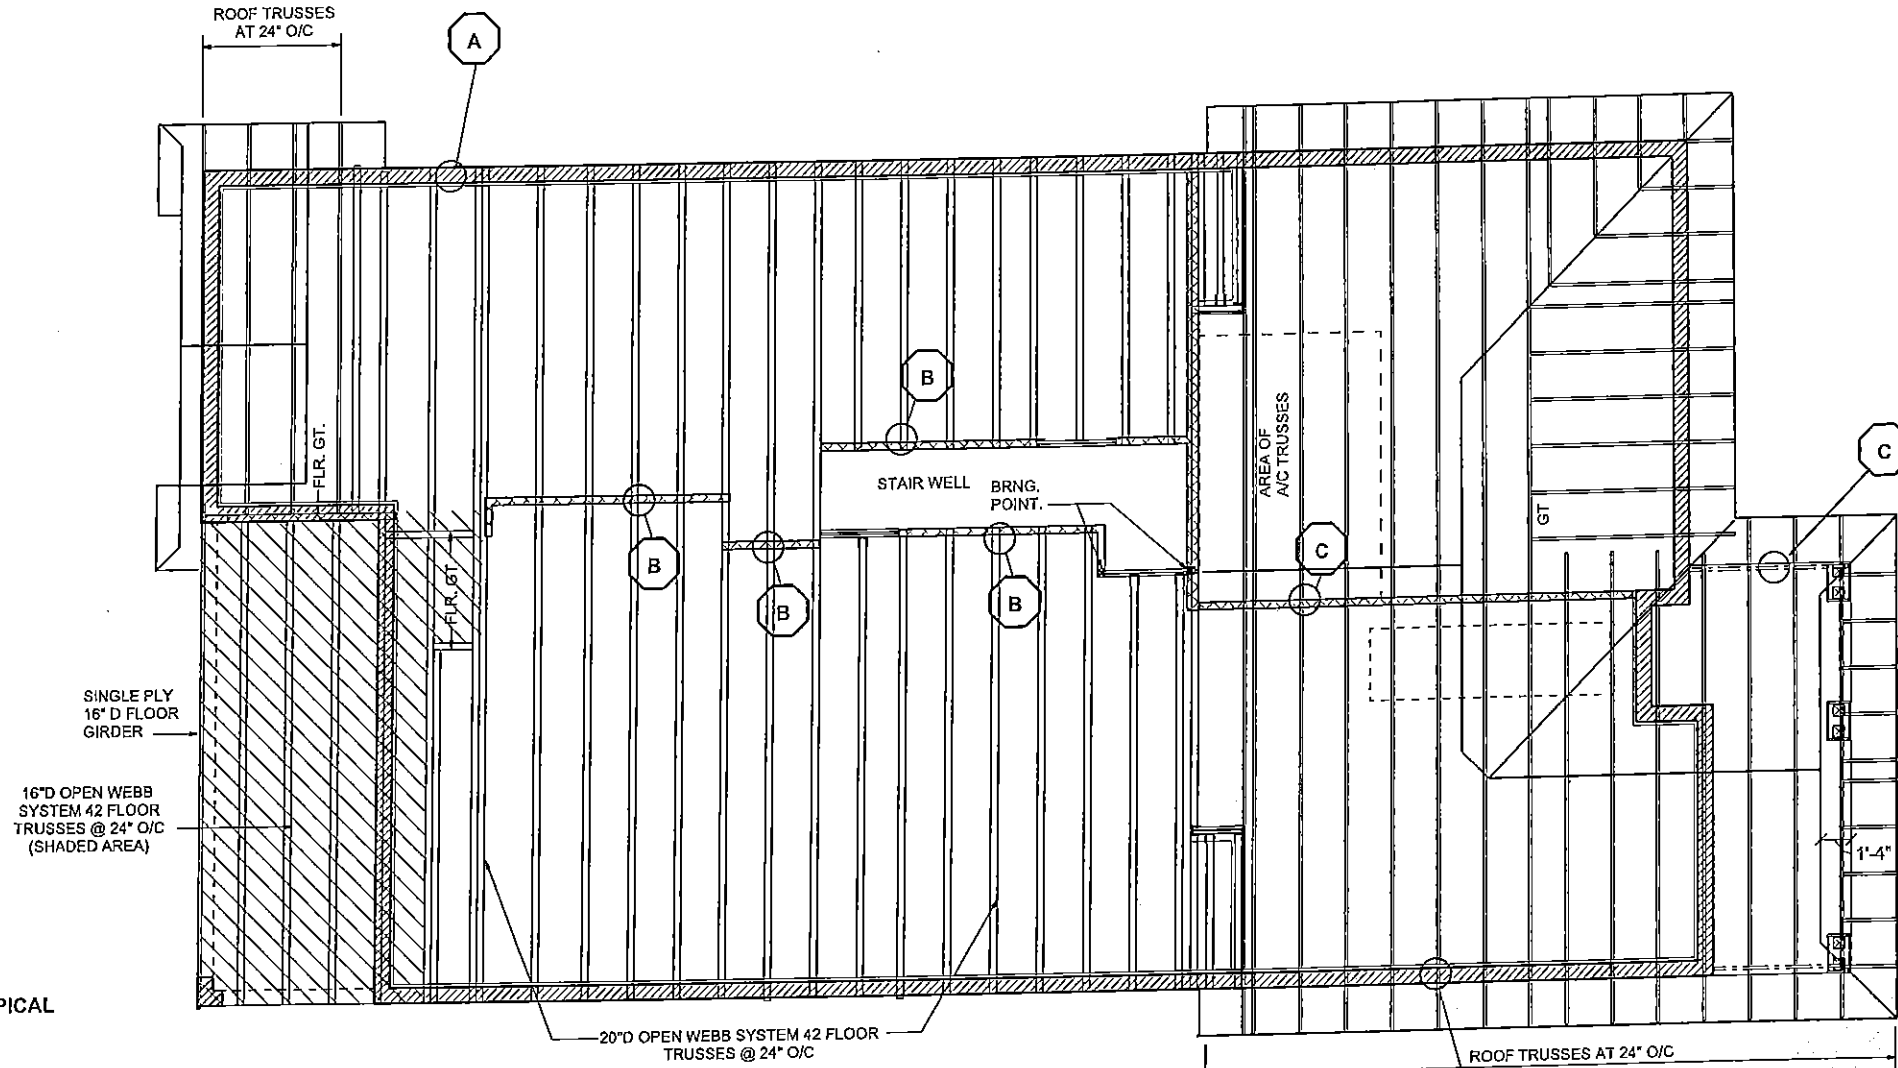 ROOF TRUSSES
AT 24" O/C
A
FLR. GT.
B
STAIR WELL
BRNG.
POINT.
AREA OF
A/C TRUSSES
GT
C
C
B
B
B
FLR. GT
SINGLE PLY
16" D FLOOR
GIRDER
16"D OPEN WEBB
SYSTEM 42 FLOOR
TRUSSES @ 24" O/C
(SHADED AREA)
1'-4"
PICAL
20"D OPEN WEBB SYSTEM 42 FLOOR
TRUSSES @ 24" O/C
ROOF TRUSSES AT 24" O/C